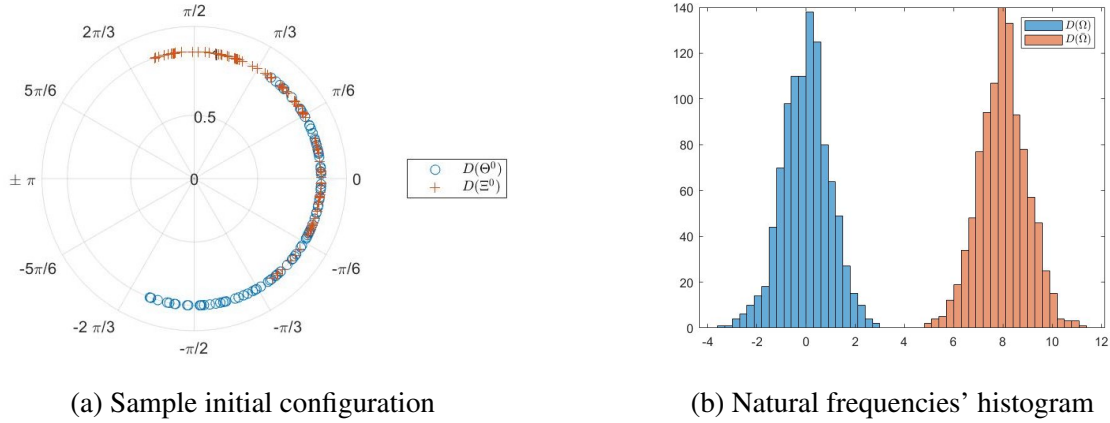 π/2
2π/3
π/3
5π/6
π/6
0.5
± π
0
0
-5π/6
-π/6
-2 π/3
-π/3
-π/2
D(Θ⁰)
D(Ξ⁰)
(a) Sample initial configuration
140
120
100
80
60
40
20
0
-4 -2 0 2 4 6 8 10 12
D(Ω)
D(Ω̄)
(b) Natural frequencies' histogram